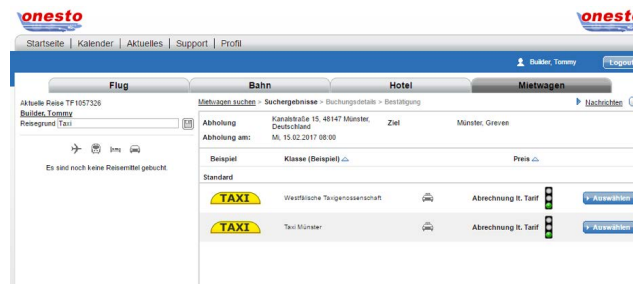 onesto
onesto
Startseite | Kalender | Aktuelles | Support | Profil
Builder, Tommy Logout
Flug Bahn Hotel Mietwagen
Aktuelle Reise TF1057326
Builder, Tommy
Reisegrund Taxi
Es sind noch keine Reisemittel gebucht.
Mietwagen suchen > Suchergebnisse > Buchungsdetails > Bestätigung
Nachrichten
Abholung Kanalstraße 15, 48147 Münster, Deutschland Ziel Münster, Greven
Abholung am: Mi, 15.02.2017 08:00
Beispiel Klasse (Beispiel) Preis
Standard
TAXI Westfälische Taxigenossenschaft Abrechnung lt. Tarif Auswählen
TAXI Taxi Münster Abrechnung lt. Tarif Auswählen